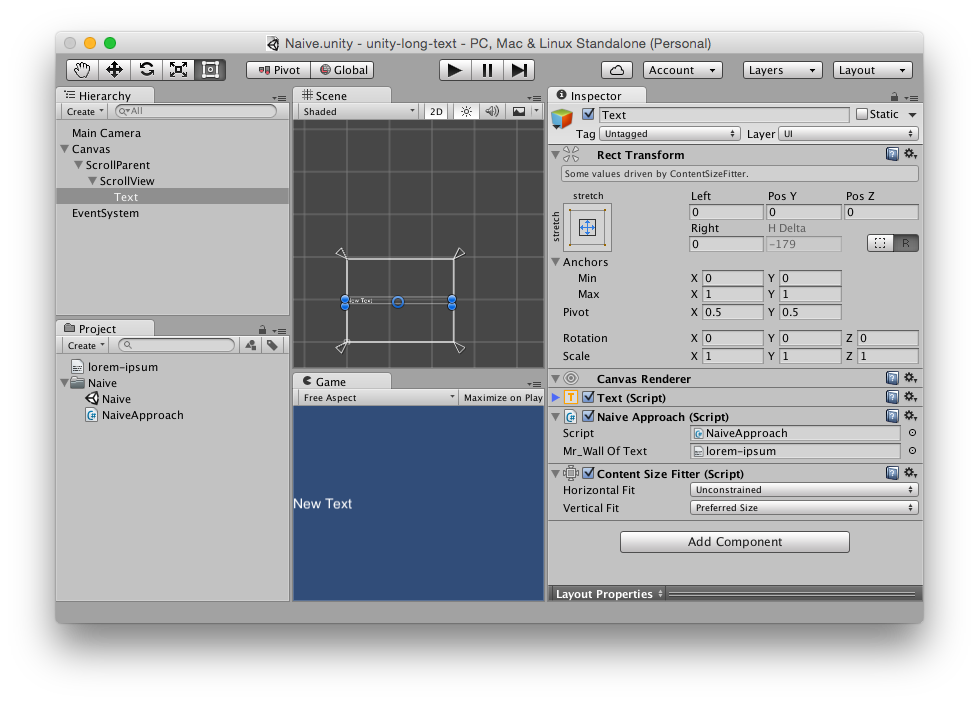 Naive.unity - unity-long-text - PC, Mac & Linux Standalone (Personal)
Pivot Global Account Layers Layout
Hierarchy
Create All
Main Camera
Canvas
ScrollParent
ScrollView
Text
EventSystem
Project
Create
lorem-ipsum
Naive
Naive
NaiveApproach
Scene
Shaded 2D
New Text
Game
Free Aspect Maximize on Play
New Text
Inspector
Text Static
Tag Untagged Layer UI
Rect Transform
Some values driven by ContentSizeFitter.
stretch
stretch
Left Pos Y Pos Z
0 0 0
Right H Delta
0 -179 R
Anchors
Min X 0 Y 0
Max X 1 Y 1
Pivot X 0.5 Y 0.5
Rotation X 0 Y 0 Z 0
Scale X 1 Y 1 Z 1
Canvas Renderer
Text (Script)
Naive Approach (Script)
Script NaiveApproach
Mr_Wall Of Text lorem-ipsum
Content Size Fitter (Script)
Horizontal Fit Unconstrained
Vertical Fit Preferred Size
Add Component
Layout Properties